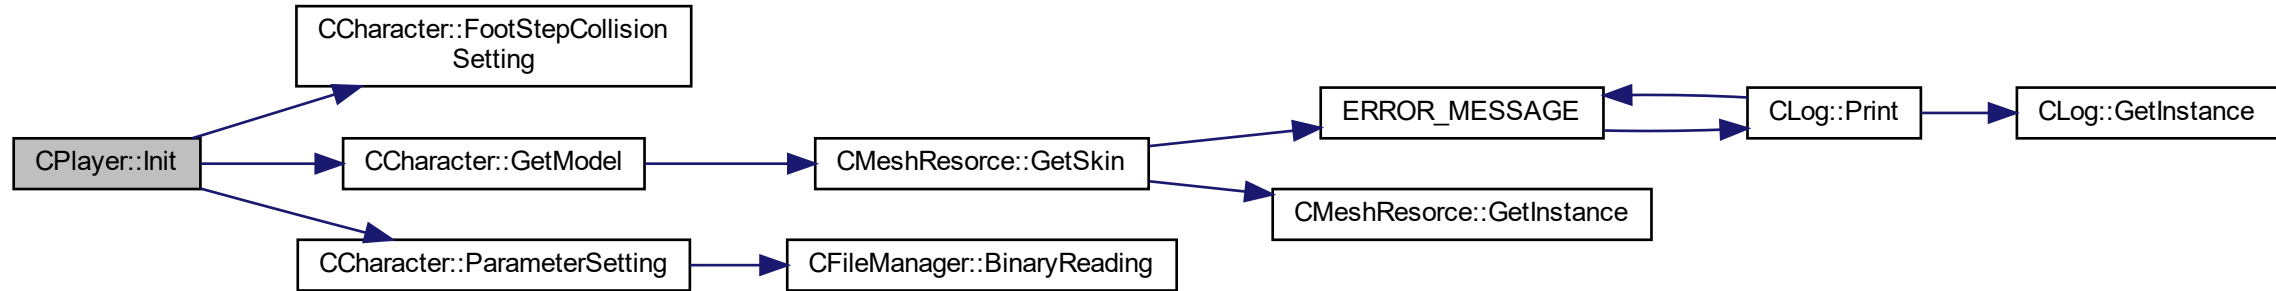 CCharacter::FootStepCollision
Setting
CPlayer::Init
CCharacter::GetModel
CCharacter::ParameterSetting
CMeshResorce::GetSkin
CFileManager::BinaryReading
ERROR_MESSAGE
CMeshResorce::GetInstance
CLog::Print
CLog::GetInstance